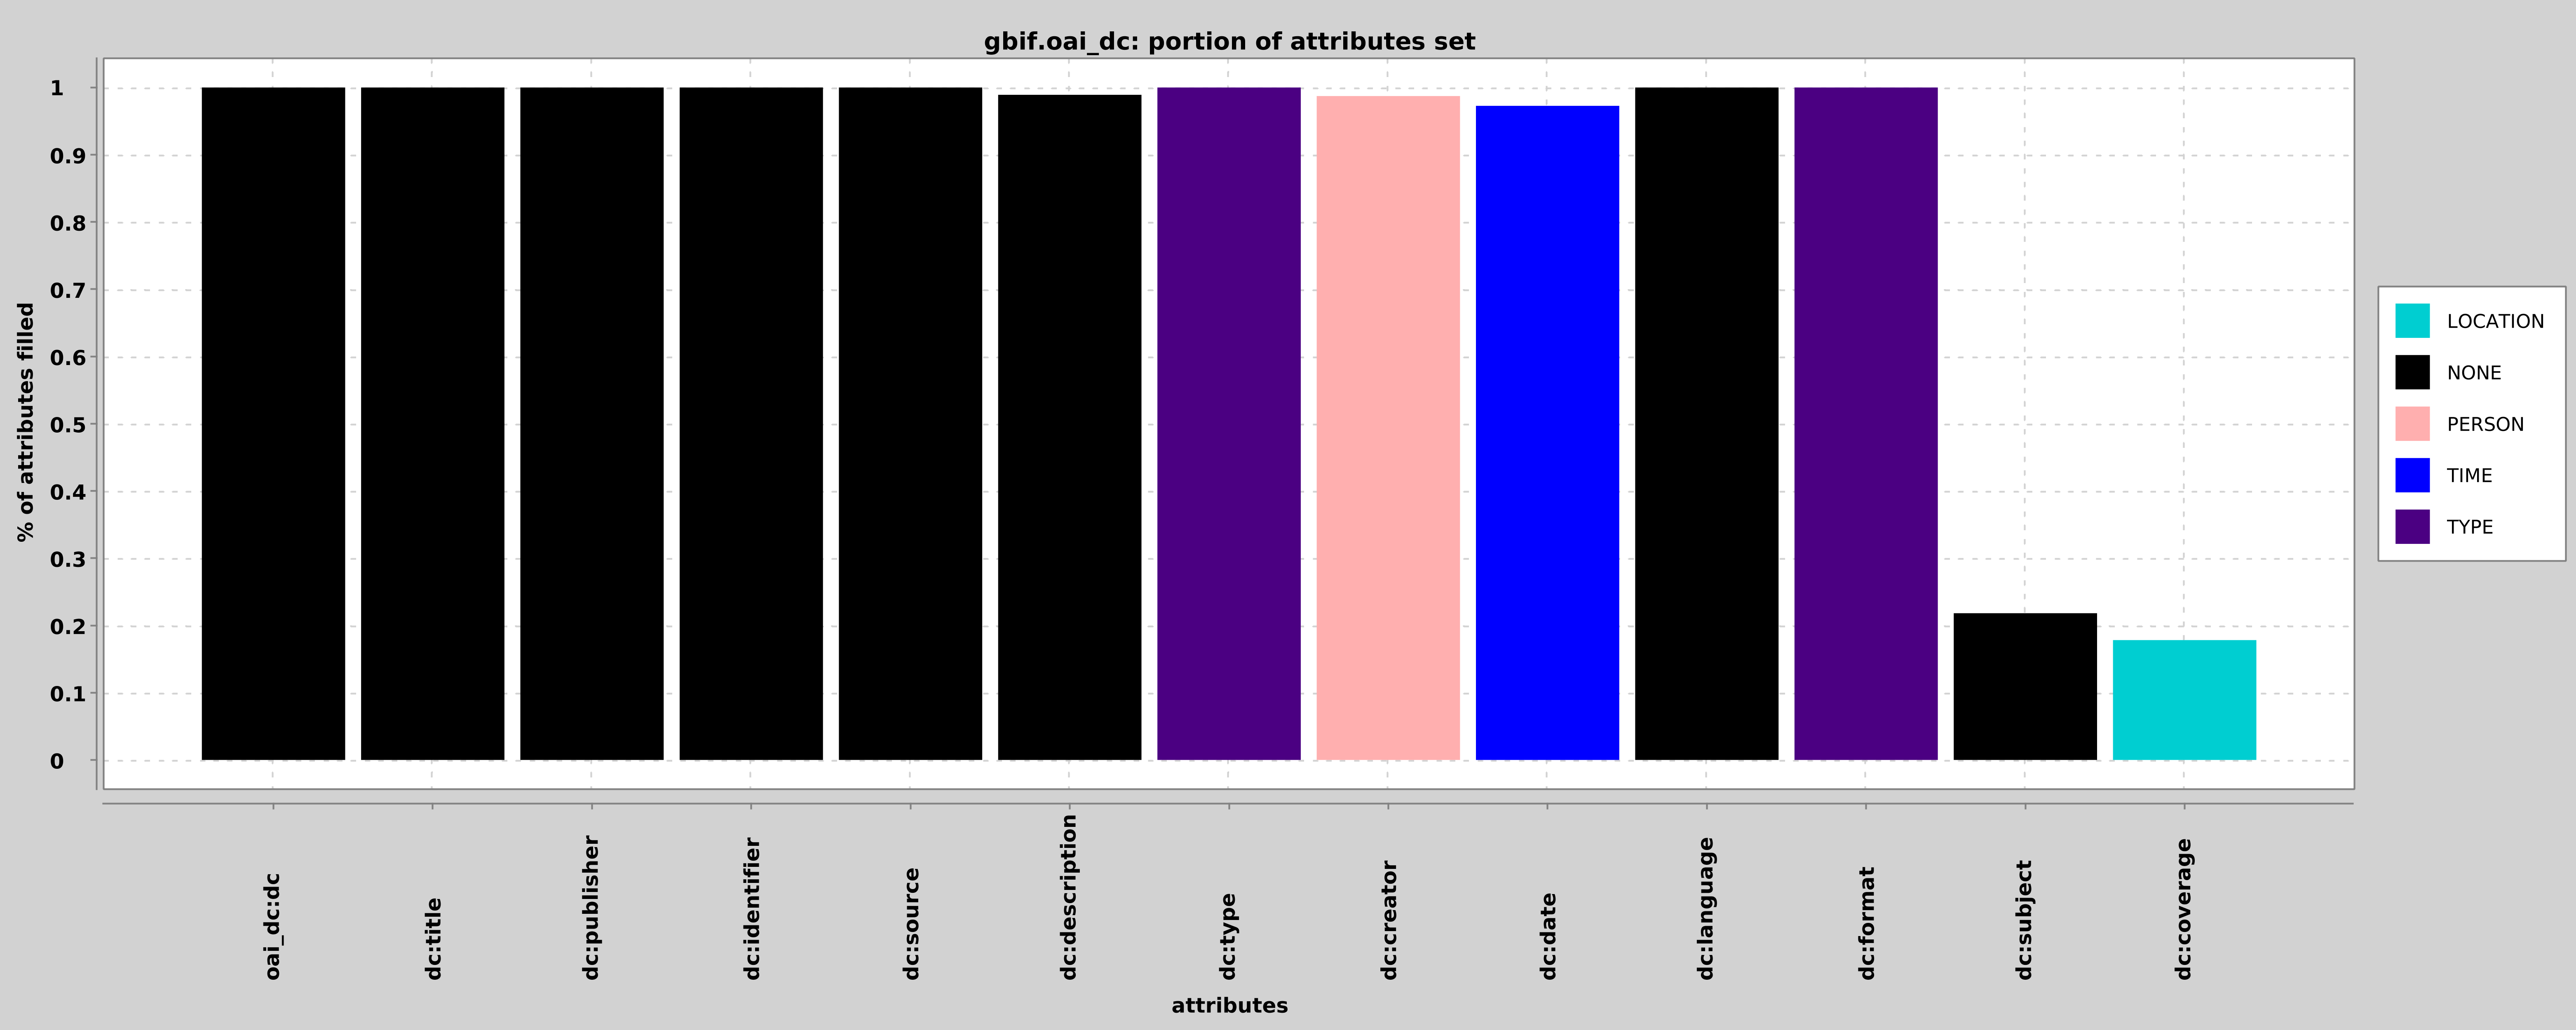 gbif.oai_dc: portion of attributes set
% of attributes filled
1
0.9
0.8
0.7
0.6
0.5
0.4
0.3
0.2
0.1
0
oai_dc:dc
dc:title
dc:publisher
dc:identifier
dc:source
dc:description
dc:type
dc:creator
dc:date
dc:language
dc:format
dc:subject
dc:coverage
attributes
LOCATION
NONE
PERSON
TIME
TYPE